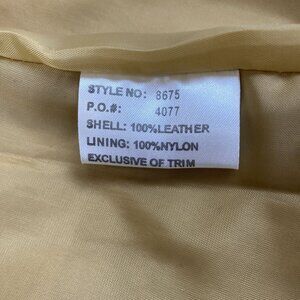 STYLE NO: 8675
P.O.#: 4077
SHELL: 100%LEATHER
LINING: 100%NYLON
EXCLUSIVE OF TRIM